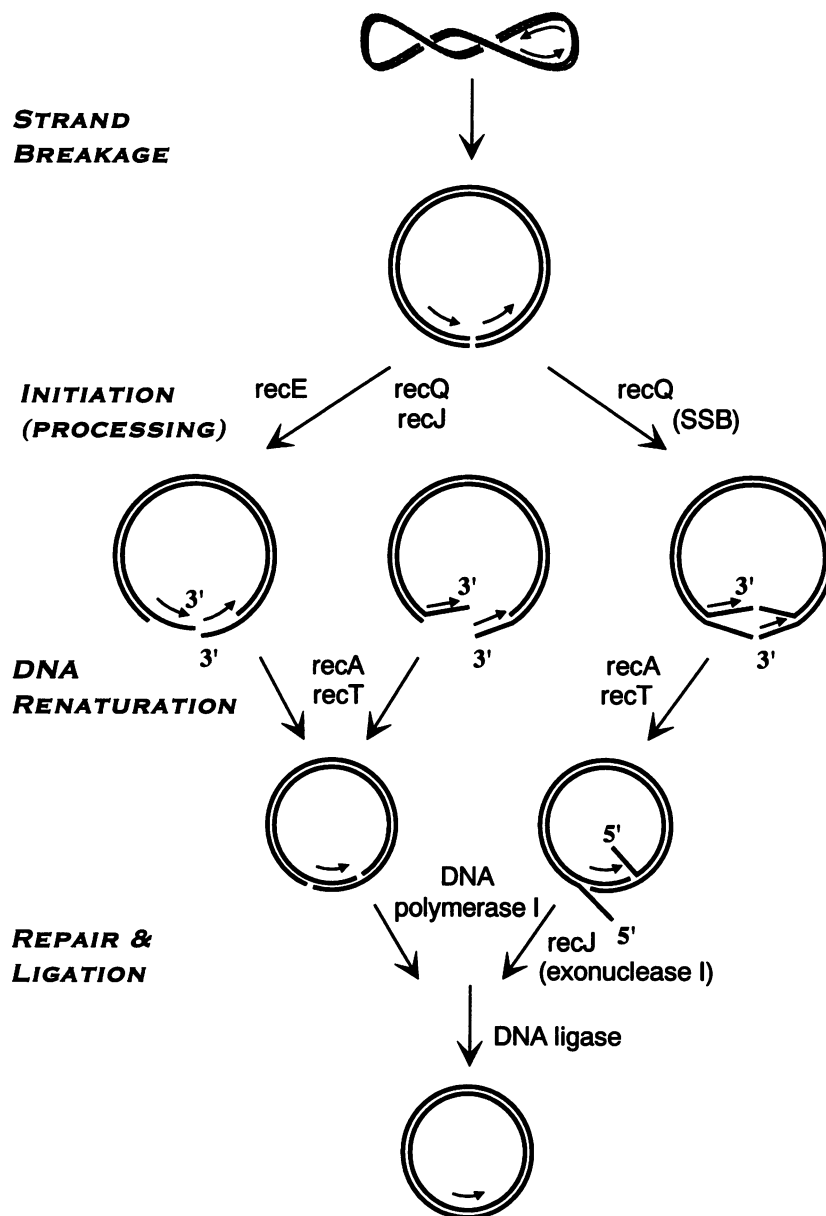 STRAND
BREAKAGE
INITIATION
(PROCESSING)
recE
recQ
recJ
recQ
(SSB)
3'
3'
3'
3'
3'
3'
DNA
RENATURATION
recA
recT
recA
recT
5'
5'
DNA
polymerase I
REPAIR &
LIGATION
recJ
(exonuclease I)
DNA ligase